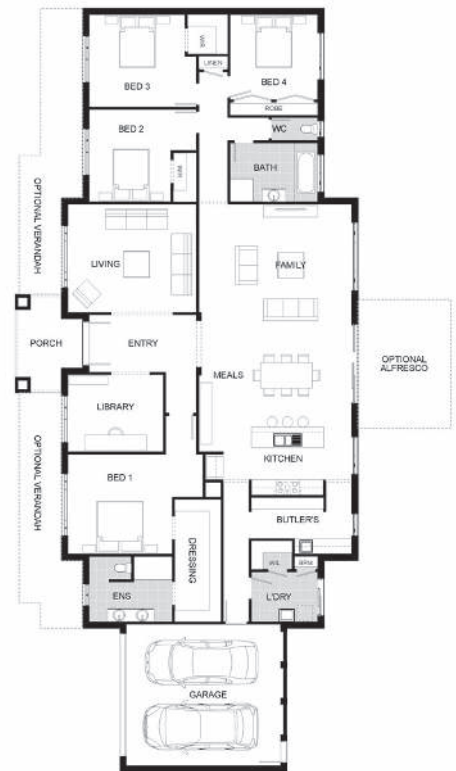 WIR
LINEN
BED 3
BED 4
ROBE
BED 2
WC
BATH
WIR
OPTIONAL VERANDAH
LIVING
FAMILY
PORCH
ENTRY
OPTIONAL
ALFRESCO
MEALS
LIBRARY
OPTIONAL VERANDAH
KITCHEN
BED 1
BUTLER'S
DRESSING
WIL
BRM
ENS
L'DRY
GARAGE